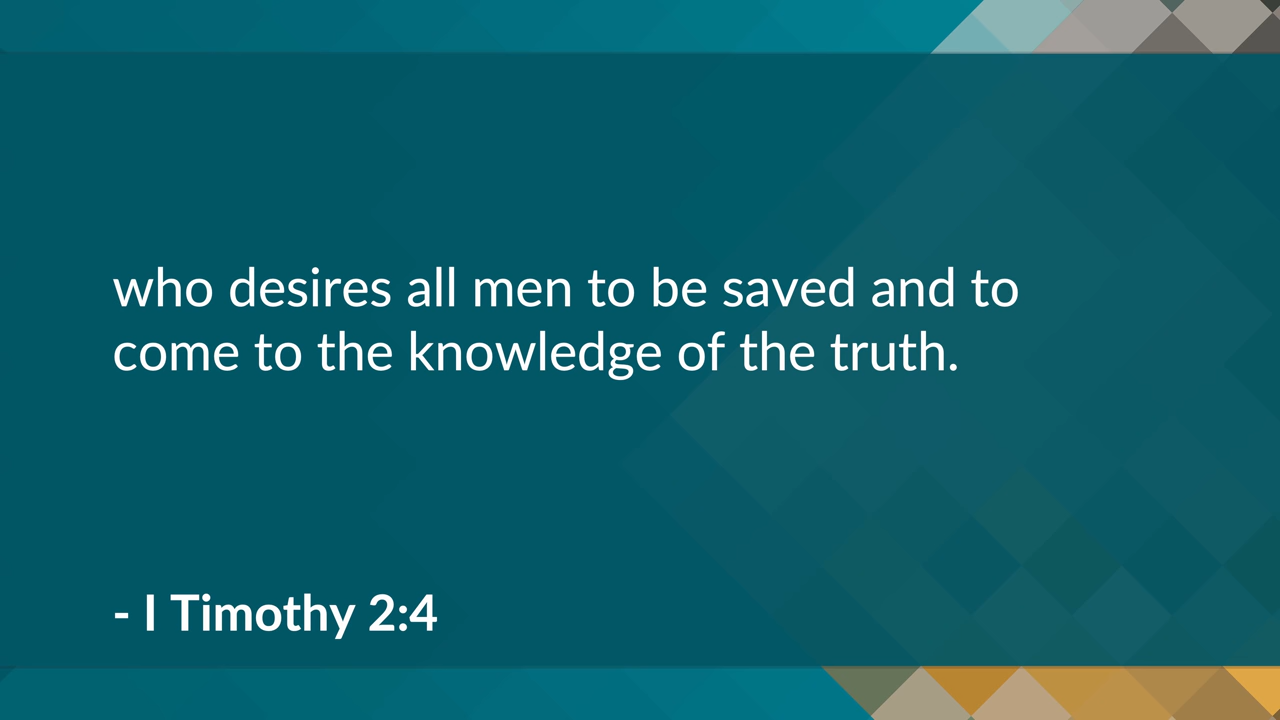 who desires all men to be saved and to
come to the knowledge of the truth.
- I Timothy 2:4